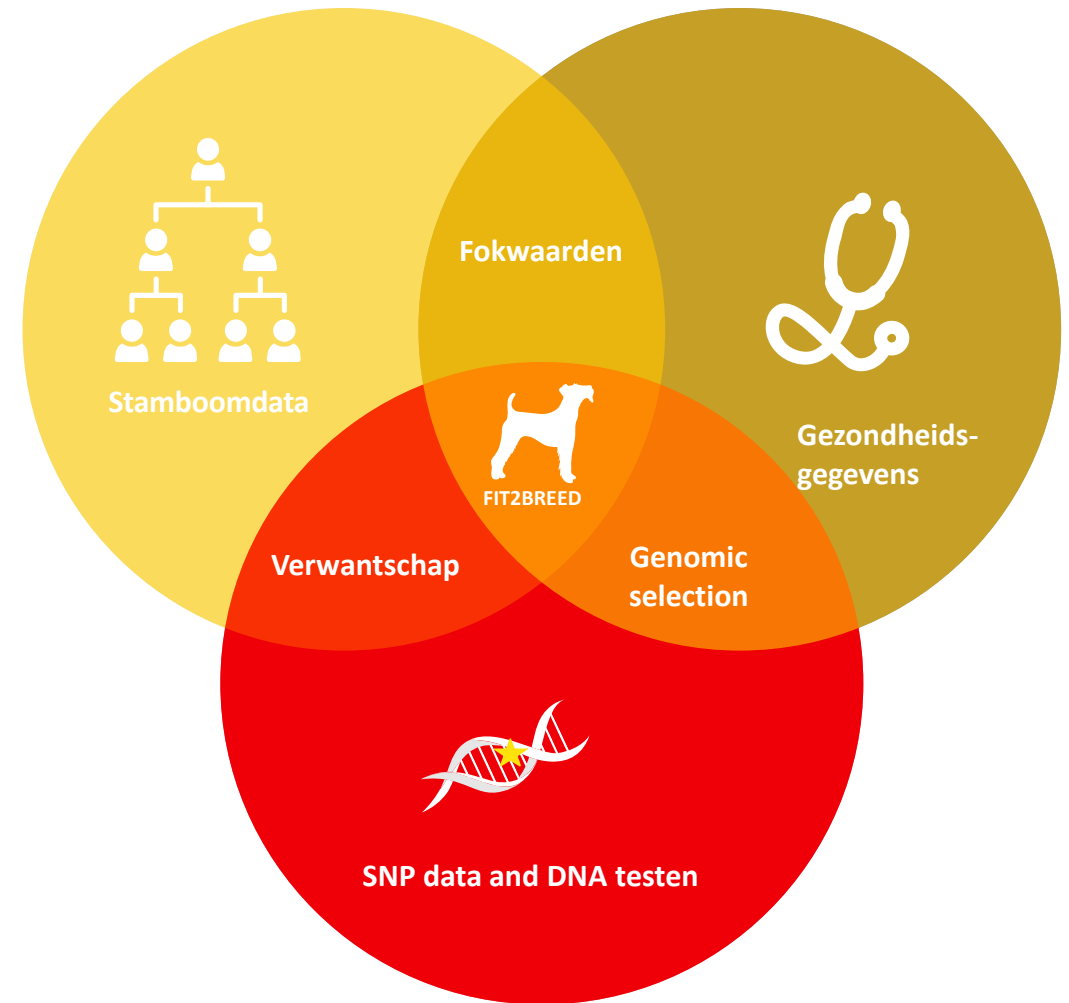 Fokwaarden
Stamboomdata
Gezondheids-
gegevens
FIT2BREED
Verwantschap
Genomic
selection
SNP data and DNA testen